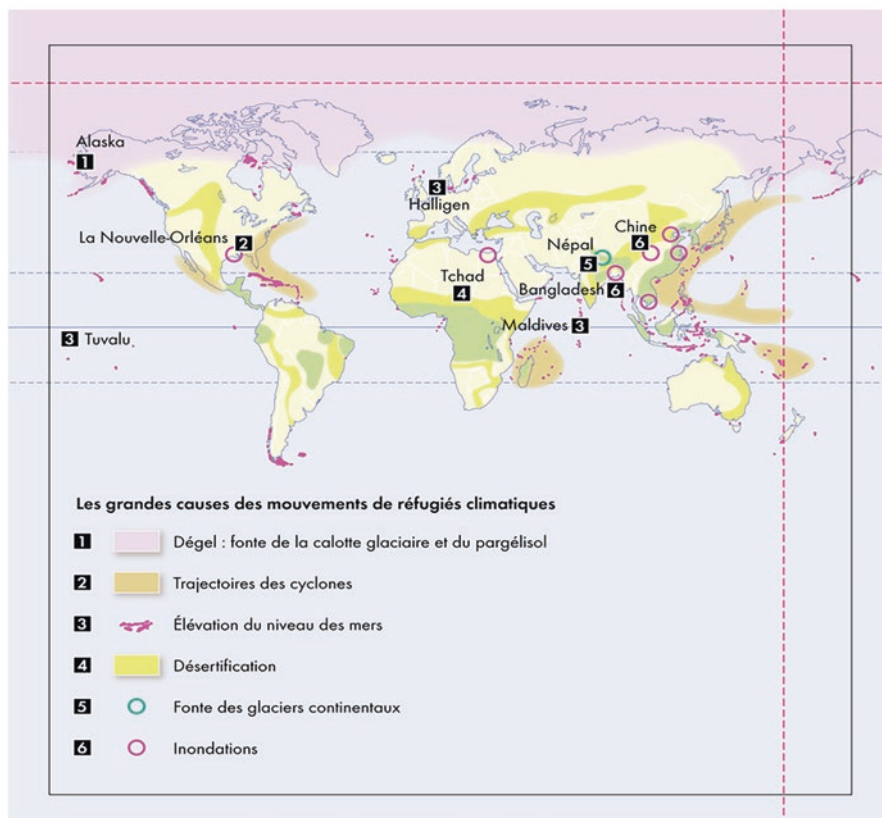 Alaska
1
3
Halligen
La Nouvelle-Orléans 2
Chine
6
Népal
5
Tchad
4
Bangladesh 6
Maldives 3
3 Tuvalu
Les grandes causes des mouvements de réfugiés climatiques
1 Dégel : fonte de la calotte glaciaire et du pargélisol
2 Trajectoires des cyclones
3 Élévation du niveau des mers
4 Désertification
5 Fonte des glaciers continentaux
6 Inondations